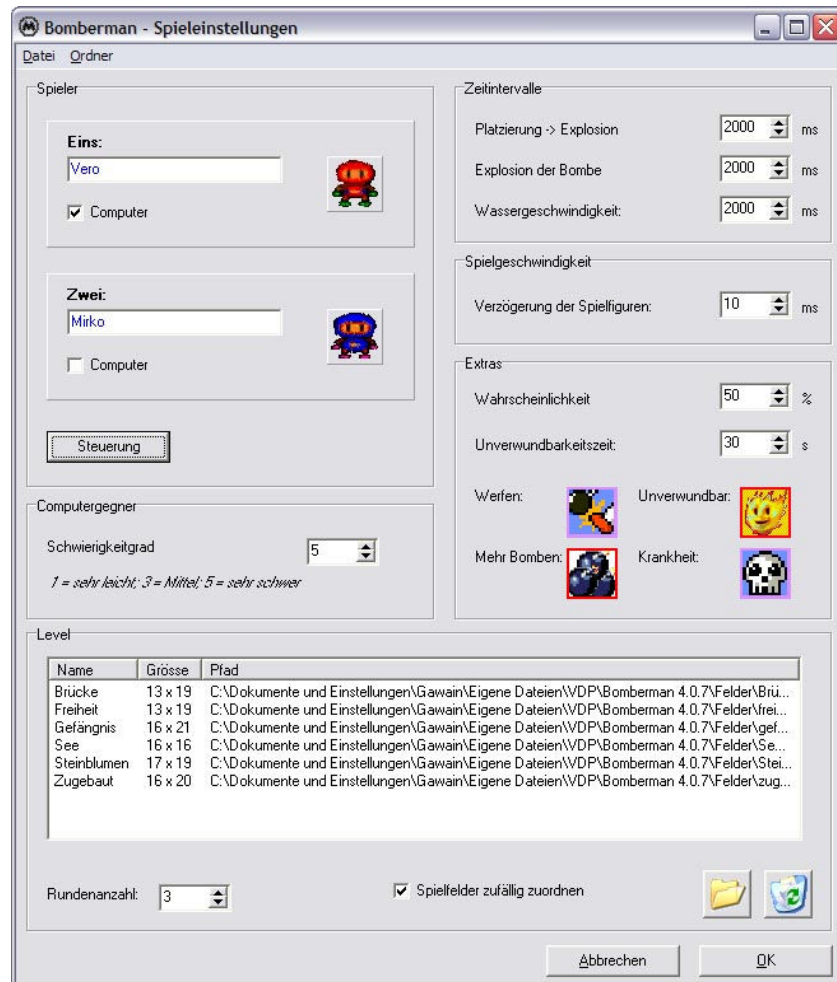 Bomberman - Spieleinstellungen
Datei Ordner
Spieler
Eins:
Vero
Computer
Zwei:
Mirko
Computer
Steuerung
Computergegner
Schwierigkeitgrad 5
1 = sehr leicht; 3 = Mittel; 5 = sehr schwer
Zeitintervalle
Platzierung -> Explosion 2000 ms
Explosion der Bombe 2000 ms
Wassergeschwindigkeit: 2000 ms
Spielgeschwindigkeit
Verzögerung der Spielfiguren: 10 ms
Extras
Wahrscheinlichkeit 50 %
Unverwundbarkeitszeit: 30 s
Werfen: Unverwundbar:
Mehr Bomben: Krankheit:
Level
Name Grösse Pfad
Brücke 13 x 19 C:\Dokumente und Einstellungen\Gawain\Eigene Dateien\VDP\Bomberman 4.0.7\Felder\Brü...
Freiheit 13 x 19 C:\Dokumente und Einstellungen\Gawain\Eigene Dateien\VDP\Bomberman 4.0.7\Felder\frei...
Gefängnis 16 x 21 C:\Dokumente und Einstellungen\Gawain\Eigene Dateien\VDP\Bomberman 4.0.7\Felder\gef...
See 16 x 16 C:\Dokumente und Einstellungen\Gawain\Eigene Dateien\VDP\Bomberman 4.0.7\Felder\Se...
Steinblumen 17 x 19 C:\Dokumente und Einstellungen\Gawain\Eigene Dateien\VDP\Bomberman 4.0.7\Felder\Stei...
Zugebaut 16 x 20 C:\Dokumente und Einstellungen\Gawain\Eigene Dateien\VDP\Bomberman 4.0.7\Felder\zug...
Rundenanzahl: 3 Spielfelder zufällig zuordnen
Abbrechen OK